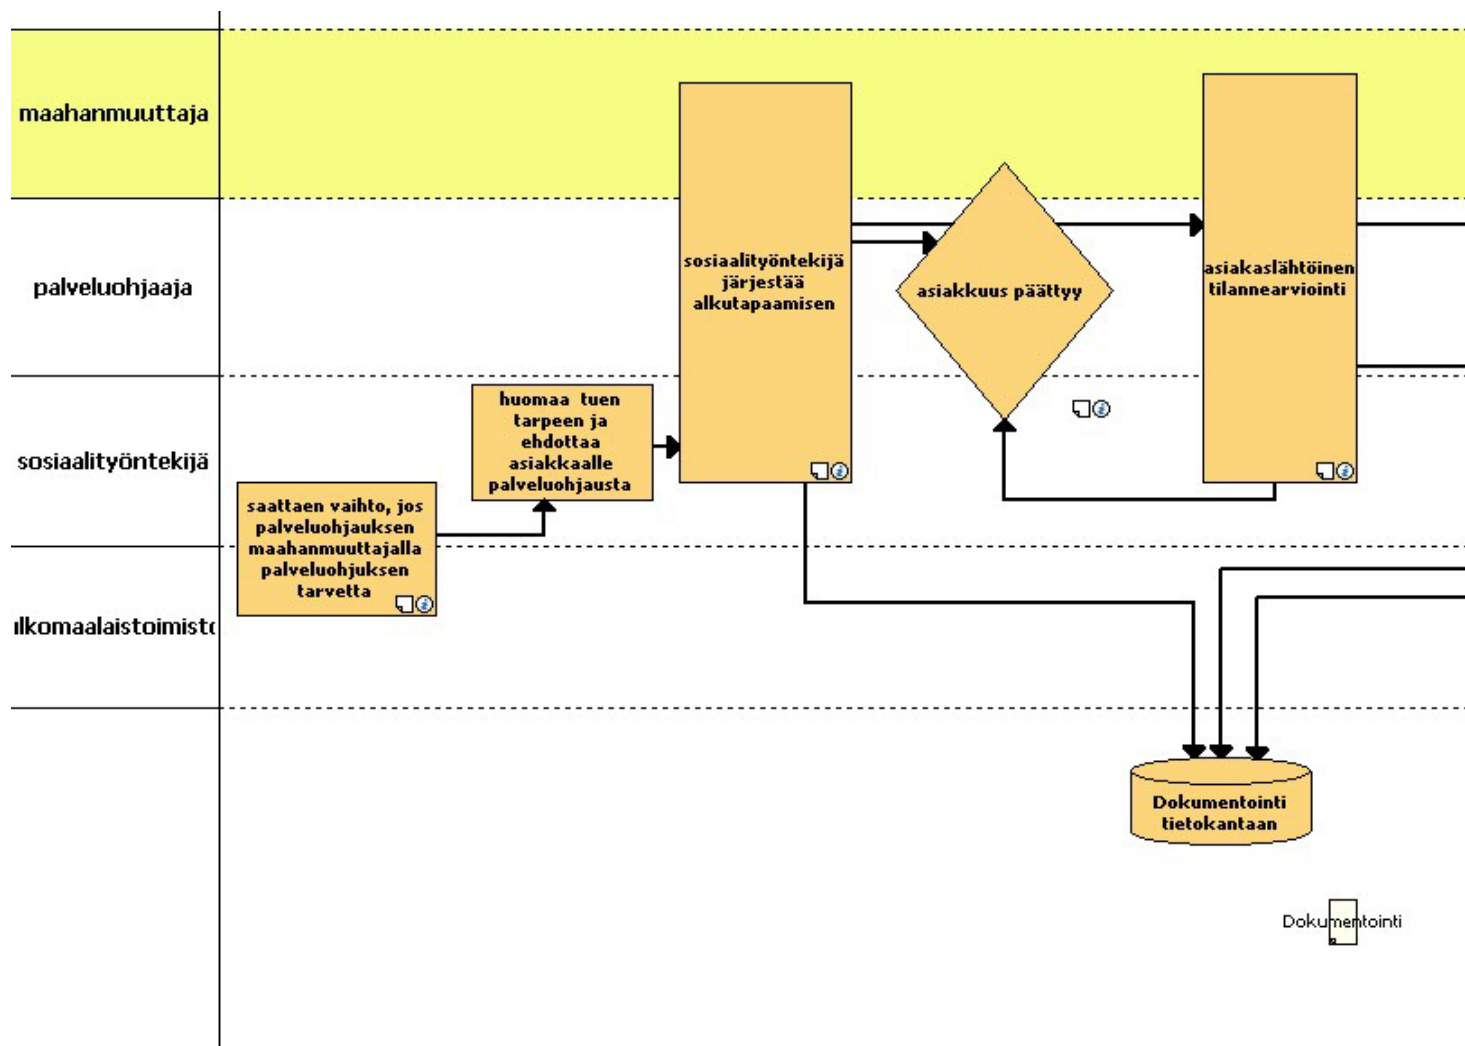 maahanmuuttaja
palveluohjaaja
sosiaalityöntekijä
ılkomaalaistoimistc
saattaen vaihto, jos
palveluohjauksen
maahanmuuttajalla
palveluohjuksen
tarvetta
huomaa tuen
tarpeen ja
ehdottaa
asiakkaalle
palveluohjausta
sosiaalityöntekijä
järjestää
alkutapaamisen
asiakkuus päättyy
asiakaslähtöinen
tilannearviointi
Dokumentointi
tietokantaan
Dokumentointi